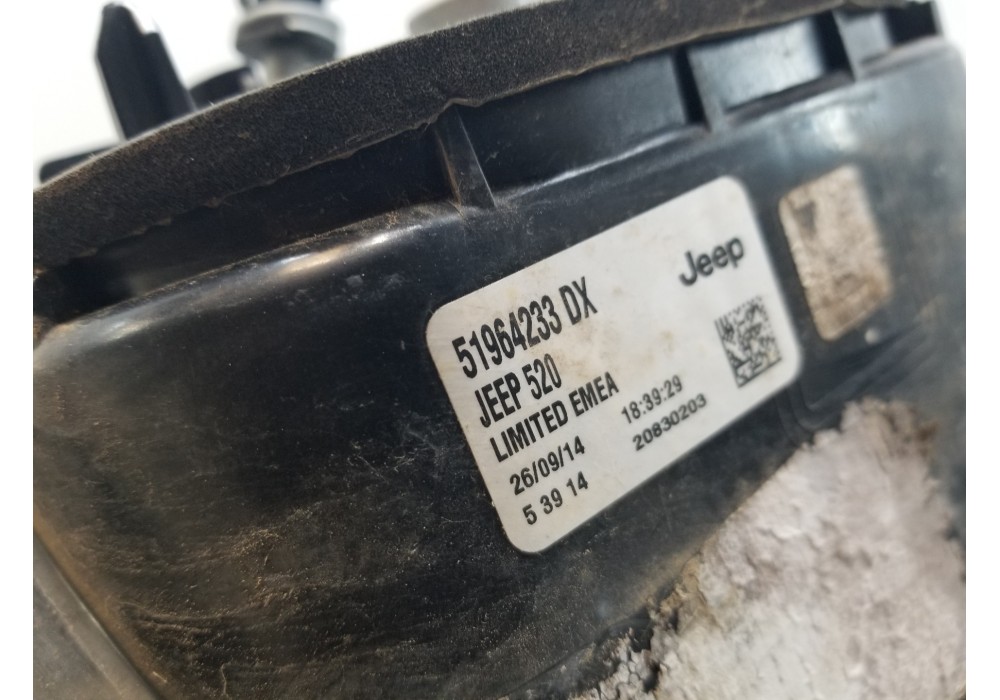 Jeep
51964233 DX
JEEP 520
LIMITED EMEA
26/09/14 18:39:29
5 39 14 20830203